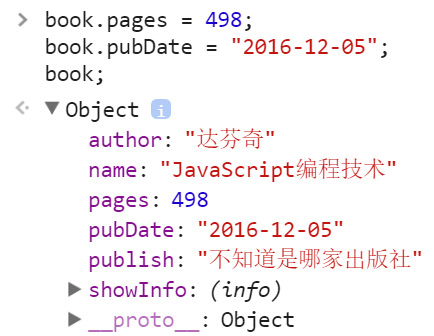 book.pages = 498;
book.pubDate = "2016-12-05";
book;
Object i
author: "达芬奇"
name: "JavaScript编程技术"
pages: 498
pubDate: "2016-12-05"
publish: "不知道是哪家出版社"
showInfo: (info)
__proto__: Object